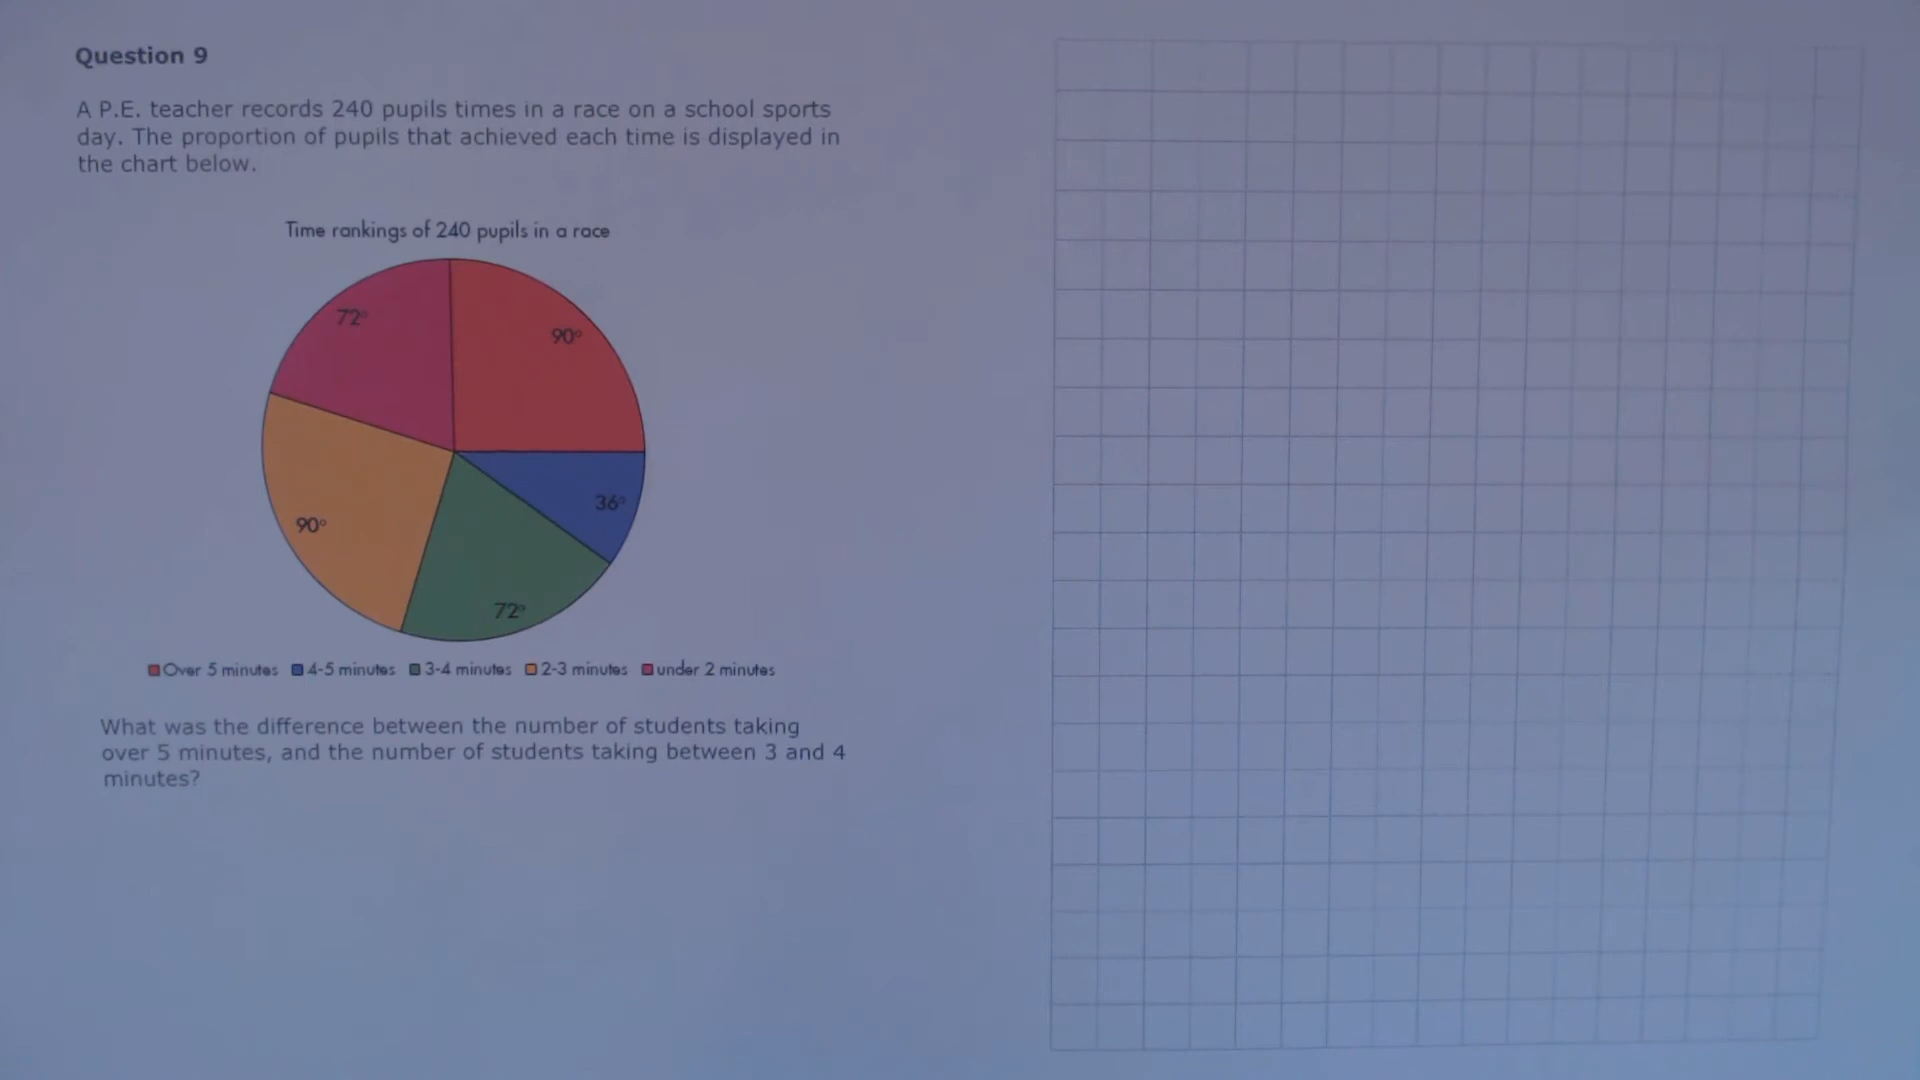 Question 9
A P.E. teacher records 240 pupils times in a race on a school sports
day. The proportion of pupils that achieved each time is displayed in
the chart below.
Time rankings of 240 pupils in a race
72°
90°
36°
90°
72°
Over 5 minutes 4-5 minutes 3-4 minutes 2-3 minutes under 2 minutes
What was the difference between the number of students taking
over 5 minutes, and the number of students taking between 3 and 4
minutes?